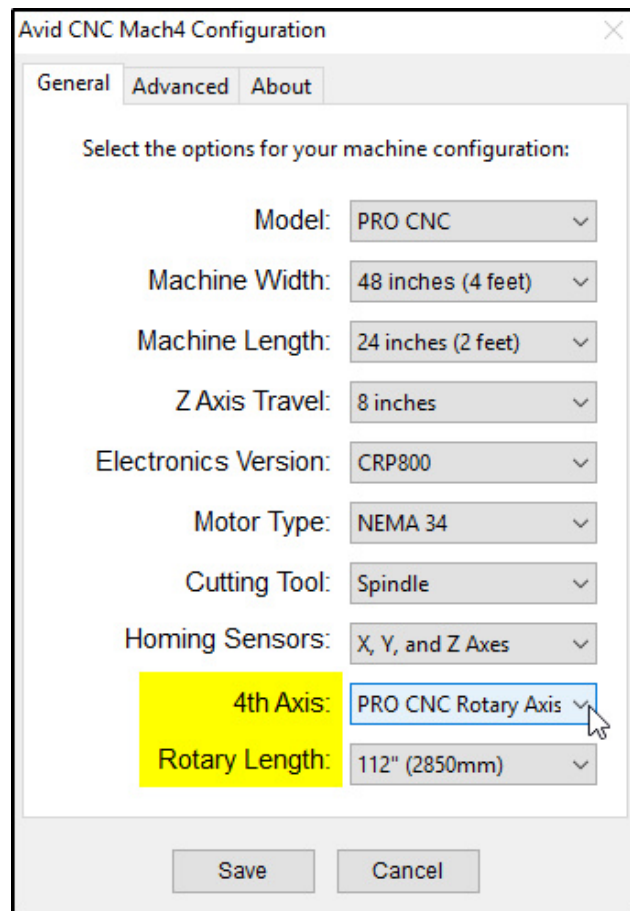 Avid CNC Mach4 Configuration
General Advanced About
Select the options for your machine configuration:
Model: PRO CNC
Machine Width: 48 inches (4 feet)
Machine Length: 24 inches (2 feet)
Z Axis Travel: 8 inches
Electronics Version: CRP800
Motor Type: NEMA 34
Cutting Tool: Spindle
Homing Sensors: X, Y, and Z Axes
4th Axis: PRO CNC Rotary Axis
Rotary Length: 112" (2850mm)
Save Cancel